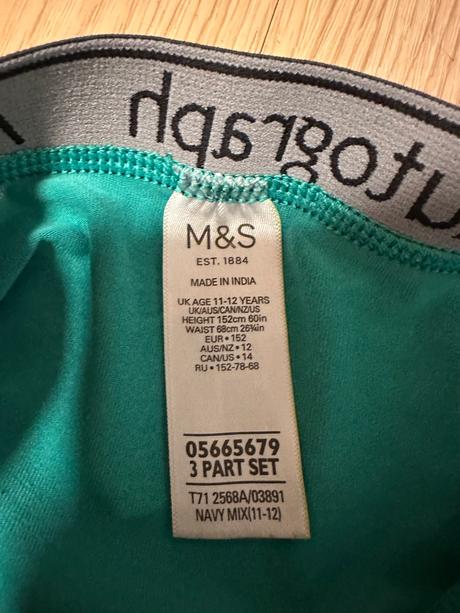 autograph
M&S
EST. 1884
MADE IN INDIA
UK AGE 11-12 YEARS
UK/AUS/CAN/NZ/US
HEIGHT 152cm 60in
WAIST 68cm 26¾in
EUR • 152
AUS/NZ • 12
CAN/US • 14
RU • 152-78-68
05665679
3 PART SET
T71 2568A/03891
NAVY MIX(11-12)